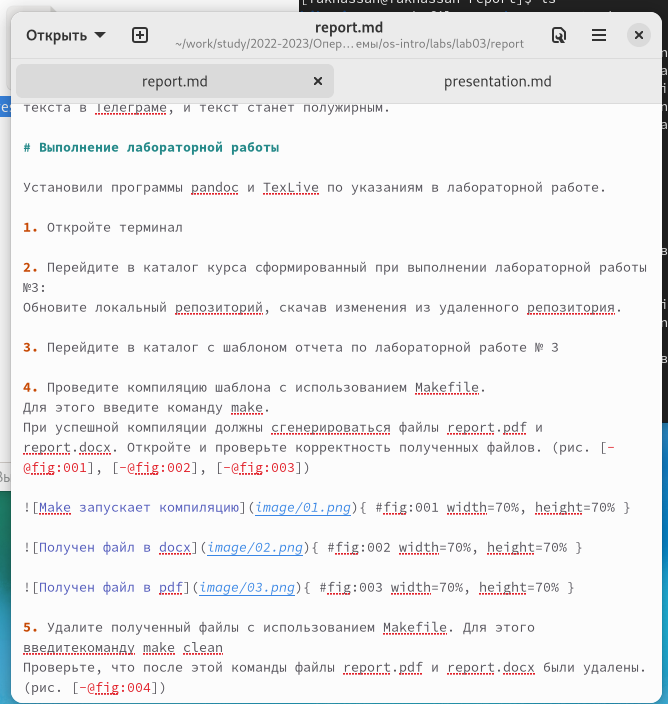 [rakhassan@rakhassan report]$ ls
Открыть
report.md
~/work/study/2022-2023/Опер…емы/os-intro/labs/lab03/report
report.md
presentation.md
текста в Телеграме, и текст станет полужирным.
# Выполнение лабораторной работы
Установили программы pandoc и TexLive по указаниям в лабораторной работе.
1. Откройте терминал
2. Перейдите в каталог курса сформированный при выполнении лабораторной работы
№3:
Обновите локальный репозиторий, скачав изменения из удаленного репозитория.
3. Перейдите в каталог с шаблоном отчета по лабораторной работе № 3
4. Проведите компиляцию шаблона с использованием Makefile.
Для этого введите команду make.
При успешной компиляции должны сгенерироваться файлы report.pdf и
report.docx. Откройте и проверьте корректность полученных файлов. (рис. [-
@fig:001], [-@fig:002], [-@fig:003])
![Make запускает компиляцию](image/01.png){ #fig:001 width=70%, height=70% }
![Получен файл в docx](image/02.png){ #fig:002 width=70%, height=70% }
![Получен файл в pdf](image/03.png){ #fig:003 width=70%, height=70% }
5. Удалите полученный файлы с использованием Makefile. Для этого
введитекоманду make clean
Проверьте, что после этой команды файлы report.pdf и report.docx были удалены.
(рис. [-@fig:004])